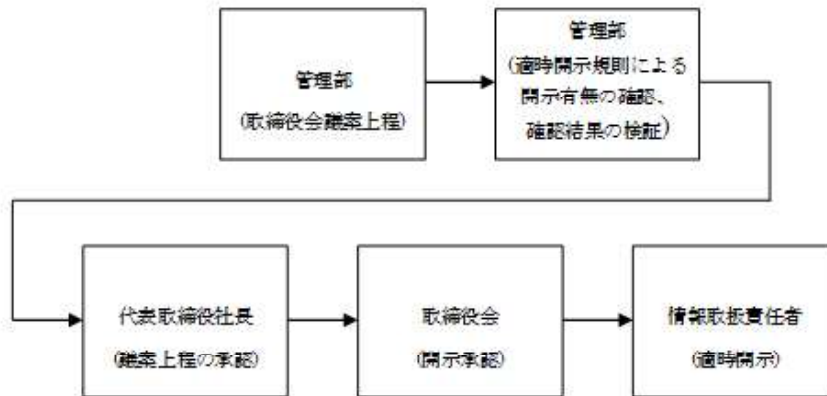 管理部
(取締役会議案上程)
管理部
(適時開示規則による
開示有無の確認、
確認結果の検証)
代表取締役社長
(議案上程の承認)
取締役会
(開示承認)
情報取扱責任者
(適時開示)